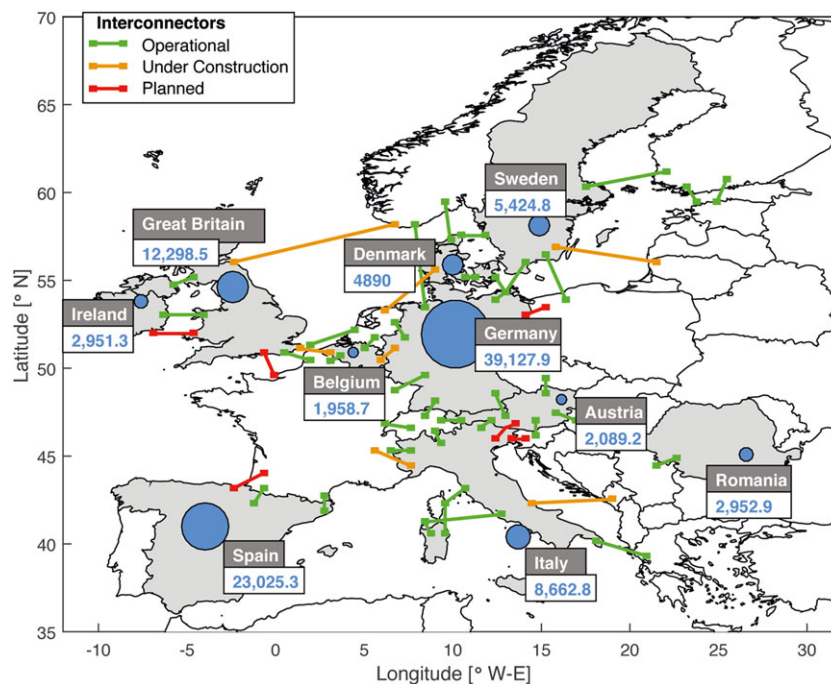 Interconnectors
Operational
Under Construction
Planned
70
65
60
55
50
45
40
35
Latitude [° N]
Sweden
5,424.8
Great Britain
12,298.5
Denmark
4890
Ireland
2,951.3
Germany
39,127.9
Belgium
1,958.7
Austria
2,089.2
Romania
2,952.9
Spain
23,025.3
Italy
8,662.8
-10 -5 0 5 10 15 20 25 30
Longitude [° W-E]